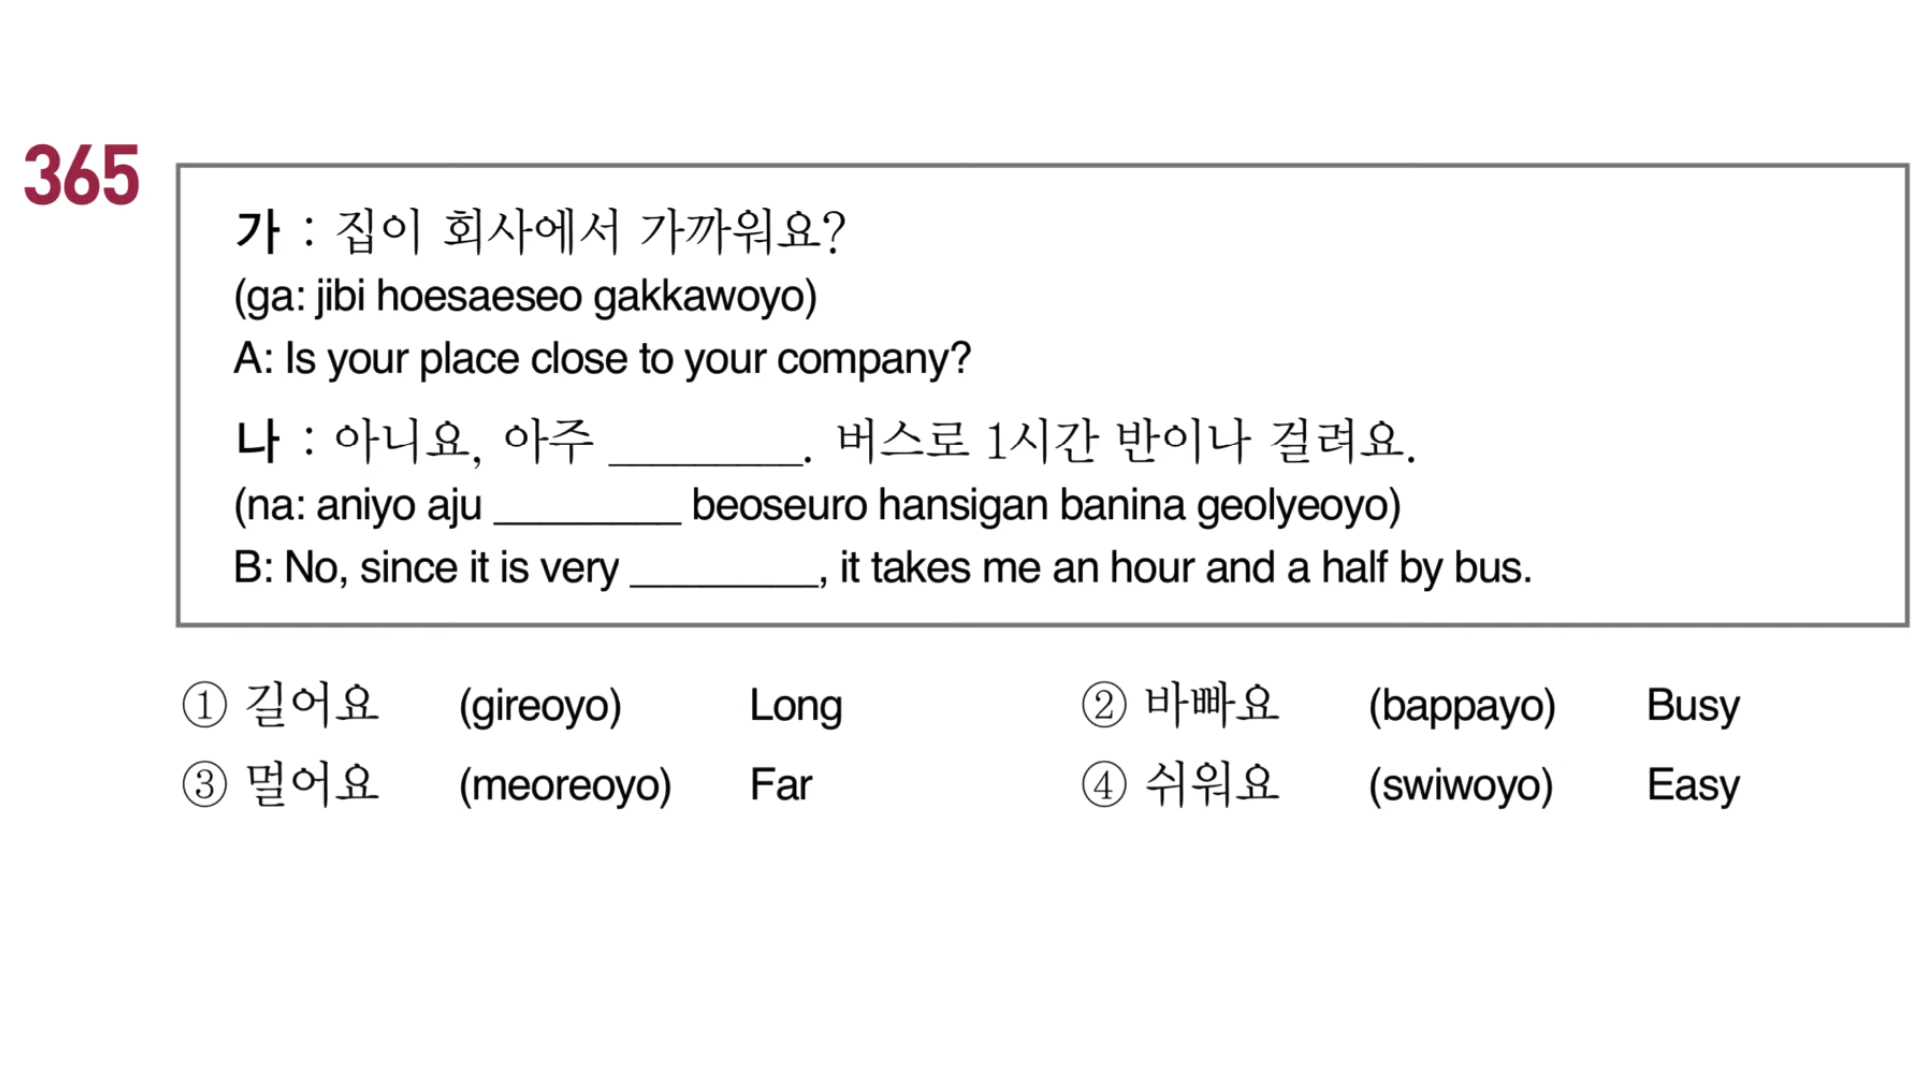 365
가 : 집이 회사에서 가까워요?
(ga: jibi hoesaeseo gakkawoyo)
A: Is your place close to your company?
나 : 아니요, 아주 ________. 버스로 1시간 반이나 걸려요.
(na: aniyo aju ________ beoseuro hansigan banina geolyeoyo)
B: No, since it is very ________, it takes me an hour and a half by bus.
① 길어요 (gireoyo) Long ② 바빠요 (bappayo) Busy
③ 멀어요 (meoreoyo) Far ④ 쉬워요 (swiwoyo) Easy